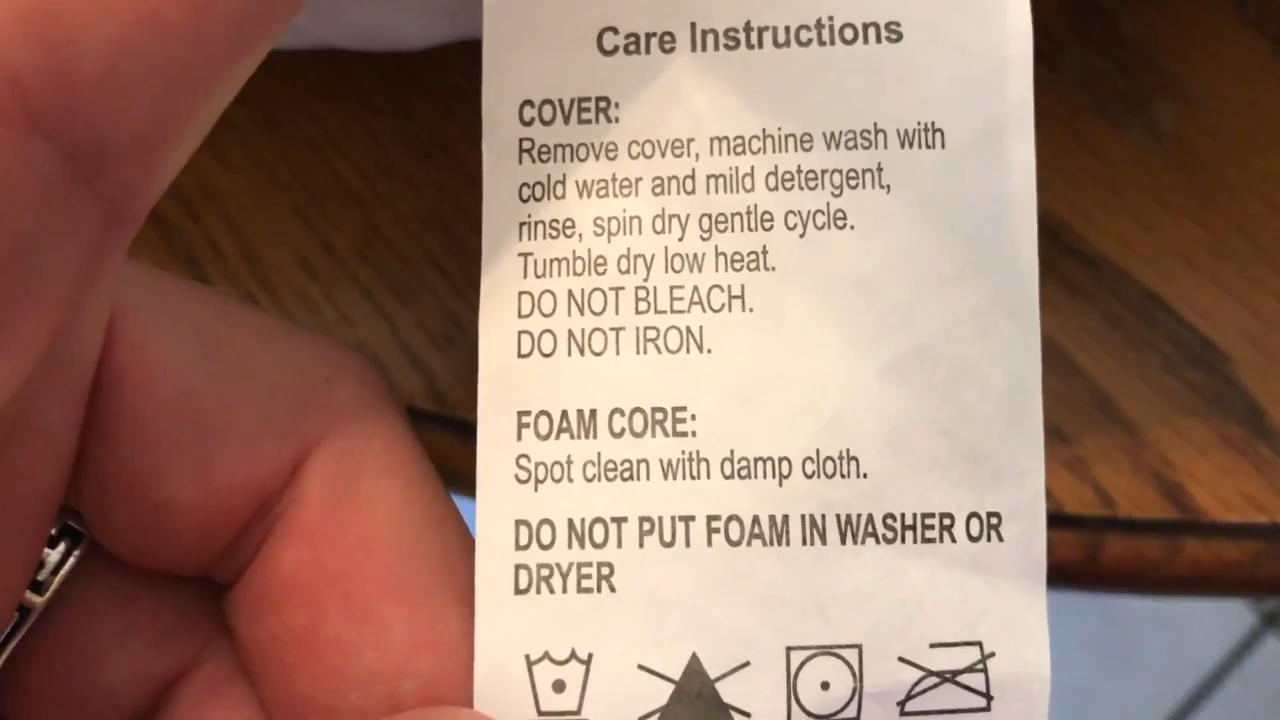 Care Instructions
COVER:
Remove cover, machine wash with
cold water and mild detergent,
rinse, spin dry gentle cycle.
Tumble dry low heat.
DO NOT BLEACH.
DO NOT IRON.
FOAM CORE:
Spot clean with damp cloth.
DO NOT PUT FOAM IN WASHER OR
DRYER